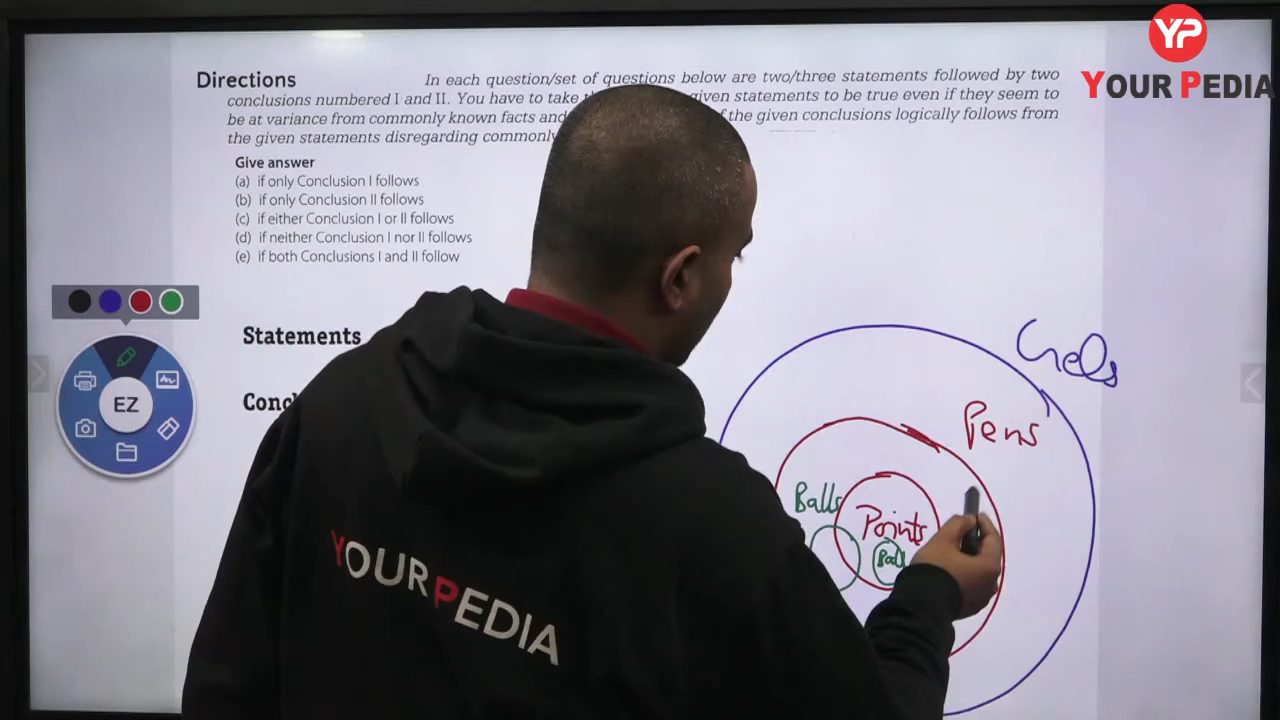 YP
YOUR PEDIA
Directions In each question/set of questions below are two/three statements followed by two
conclusions numbered I and II. You have to take given statements to be true even if they seem to
be at variance from commonly known facts and of the given conclusions logically follows from
the given statements disregarding commonly
Give answer
(a) if only Conclusion I follows
(b) if only Conclusion II follows
(c) if either Conclusion I or II follows
(d) if neither Conclusion I nor II follows
(e) if both Conclusions I and II follow
Statements
EZ
Pens
Balls
Points
Ball
YOURPEDIA